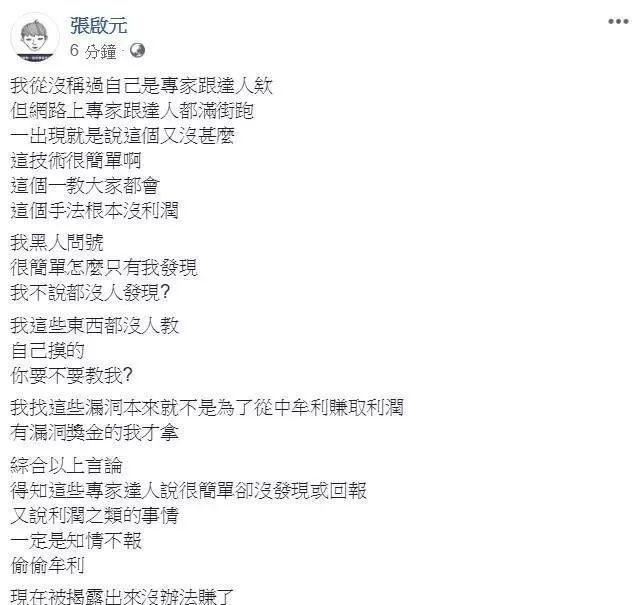 張啟元
6 分鐘 ·
我從沒稱過自己是專家跟達人欸
但網路上專家跟達人都滿街跑
一出現就是說這個又沒甚麼
這技術很簡單啊
這個一教大家都會
這個手法根本沒利潤
我黑人問號
很簡單怎麼只有我發現
我不說都沒人發現?
我這些東西都沒人教
自己摸的
你要不要教我?
我找這些漏洞本來就不是為了從中牟利賺取利潤
有漏洞獎金的我才拿
綜合以上言論
得知這些專家達人說很簡單卻沒發現或回報
又說利潤之類的事情
一定是知情不報
偷偷牟利
現在被揭露出來沒辦法賺了